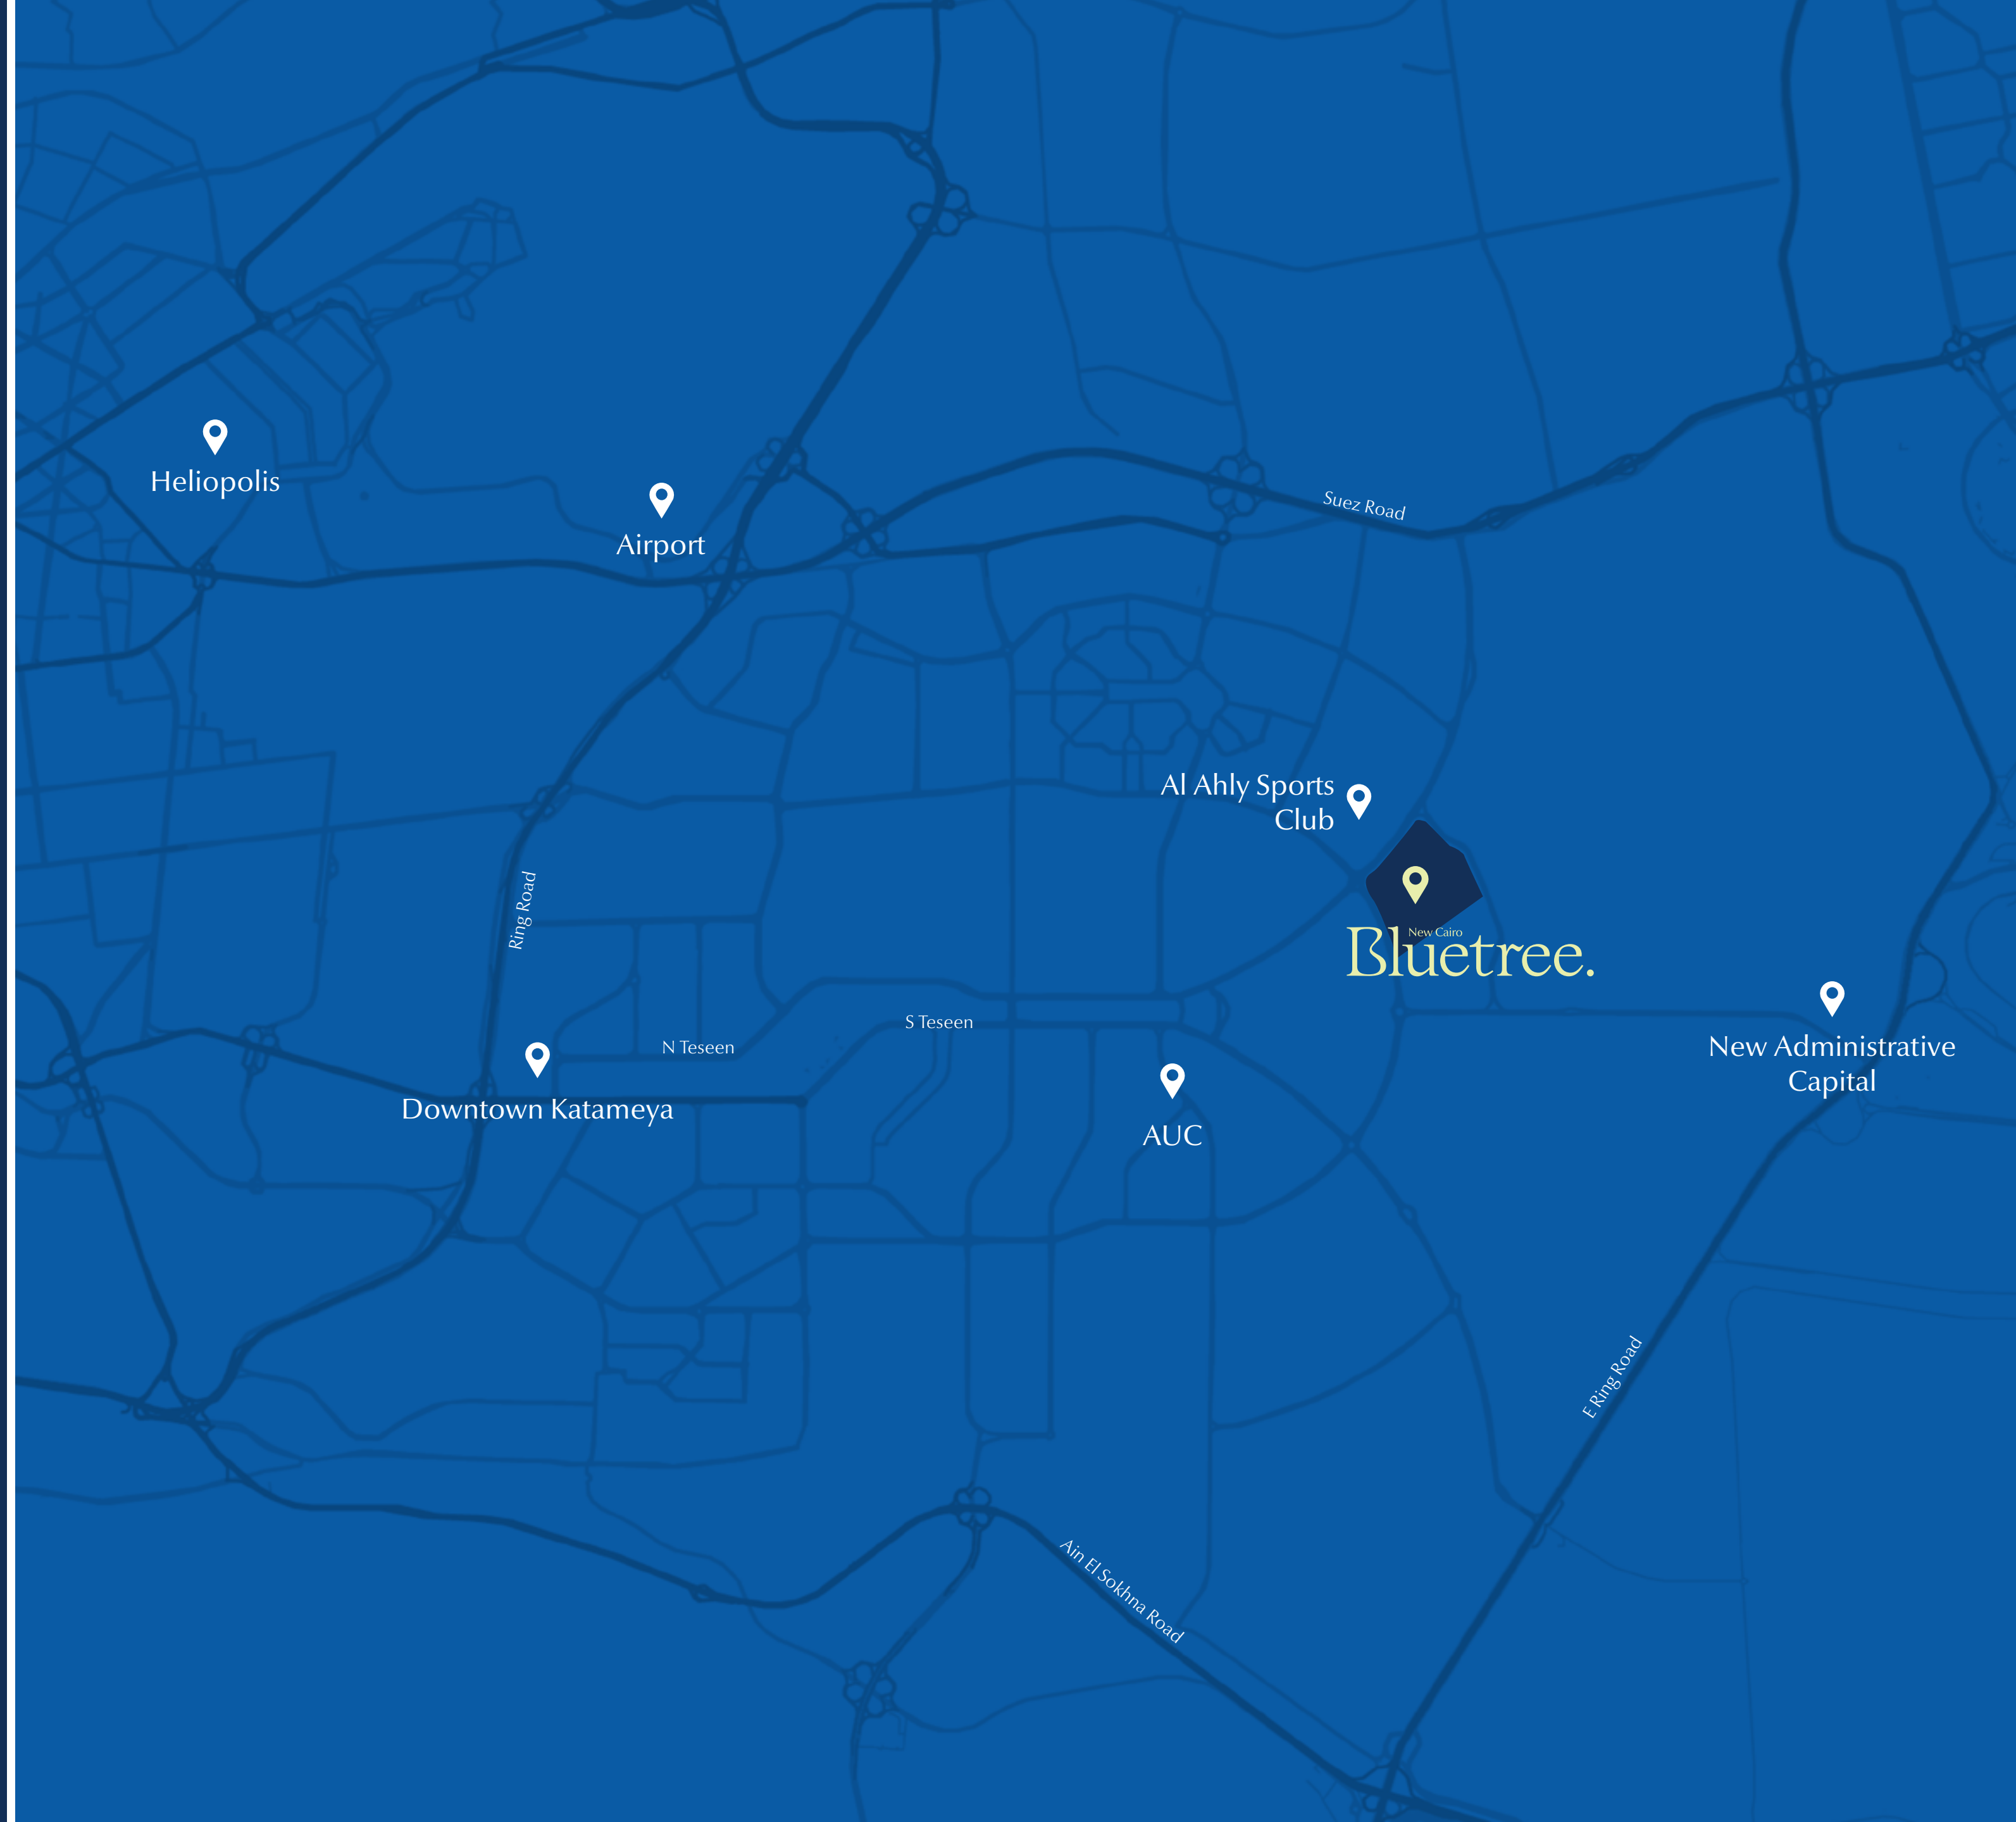 Heliopolis
Airport
Suez Road
Al Ahly Sports
Club
Ring Road
New Cairo
Bluetree.
S Teseen
N Teseen
Downtown Katameya
AUC
New Administrative
Capital
E Ring Road
Ain El Sokhna Road